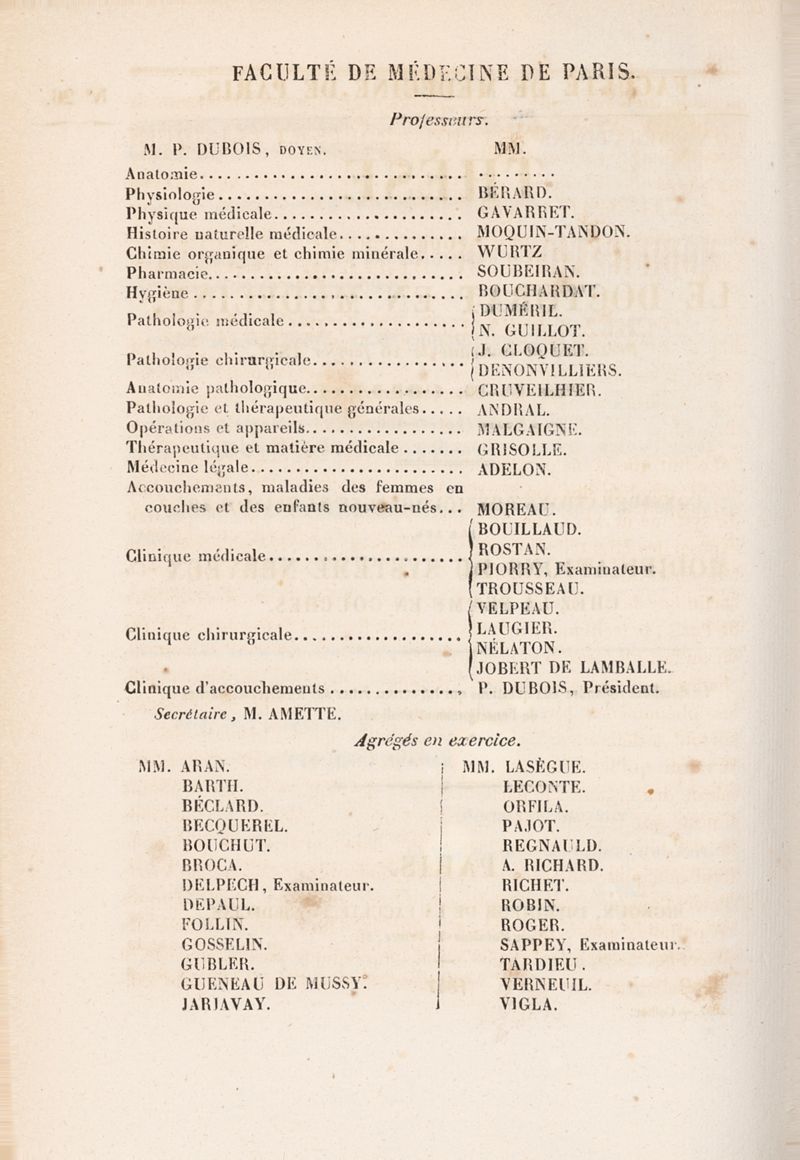 FACULTÉ DE MÉDECINE DE PARIS.
Professeurs.
M. P. DUBOIS, DOYEN. MM.
Anatomie........................... .........
Physiologie........................... BÉRARD.
Physique médicale..................... GAVARRET.
Histoire naturelle médicale.............. MOQUIN-TANDON.
Chimie organique et chimie minérale..... WURTZ
Pharmacie............................ SOUBEIRAN.
Hygiène ............................. BOUCHARDAT.
Pathologie médicale .................... { DUMÉRIL.
N. GUILLOT.
Pathologie chirurgicale.................. { J. CLOQUET.
DENONVILLIERS.
Anatomie pathologique.................. CRUVEILHIER.
Pathologie et thérapeutique générales..... ANDRAL.
Opérations et appareils.................. MALGAIGNE.
Thérapeutique et matière médicale ....... GRISOLLE.
Médecine légale........................ ADELON.
Accouchements, maladies des femmes en
couches et des enfants nouveau-nés... MOREAU.
Clinique médicale...................... { BOUILLAUD.
ROSTAN.
PIORRY, Examinateur.
TROUSSEAU.
Clinique chirurgicale................... { VELPEAU.
LAUGIER.
NÉLATON.
JOBERT DE LAMBALLE.
Clinique d'accouchements ............... P. DUBOIS, Président.
Secrétaire, M. AMETTE.
Agrégés en exercice.
MM. ARAN. MM. LASÈGUE.
BARTH. LECONTE.
BÉCLARD. ORFILA.
BECQUEREL. PAJOT.
BOUCHUT. REGNAULD.
BROCA. A. RICHARD.
DELPECH, Examinateur. RICHET.
DEPAUL. ROBIN.
FOLLIN. ROGER.
GOSSELIN. SAPPEY, Examinateur.
GUBLER. TARDIEU.
GUENEAU DE MUSSY. VERNEUIL.
JARJAVAY. VIGLA.